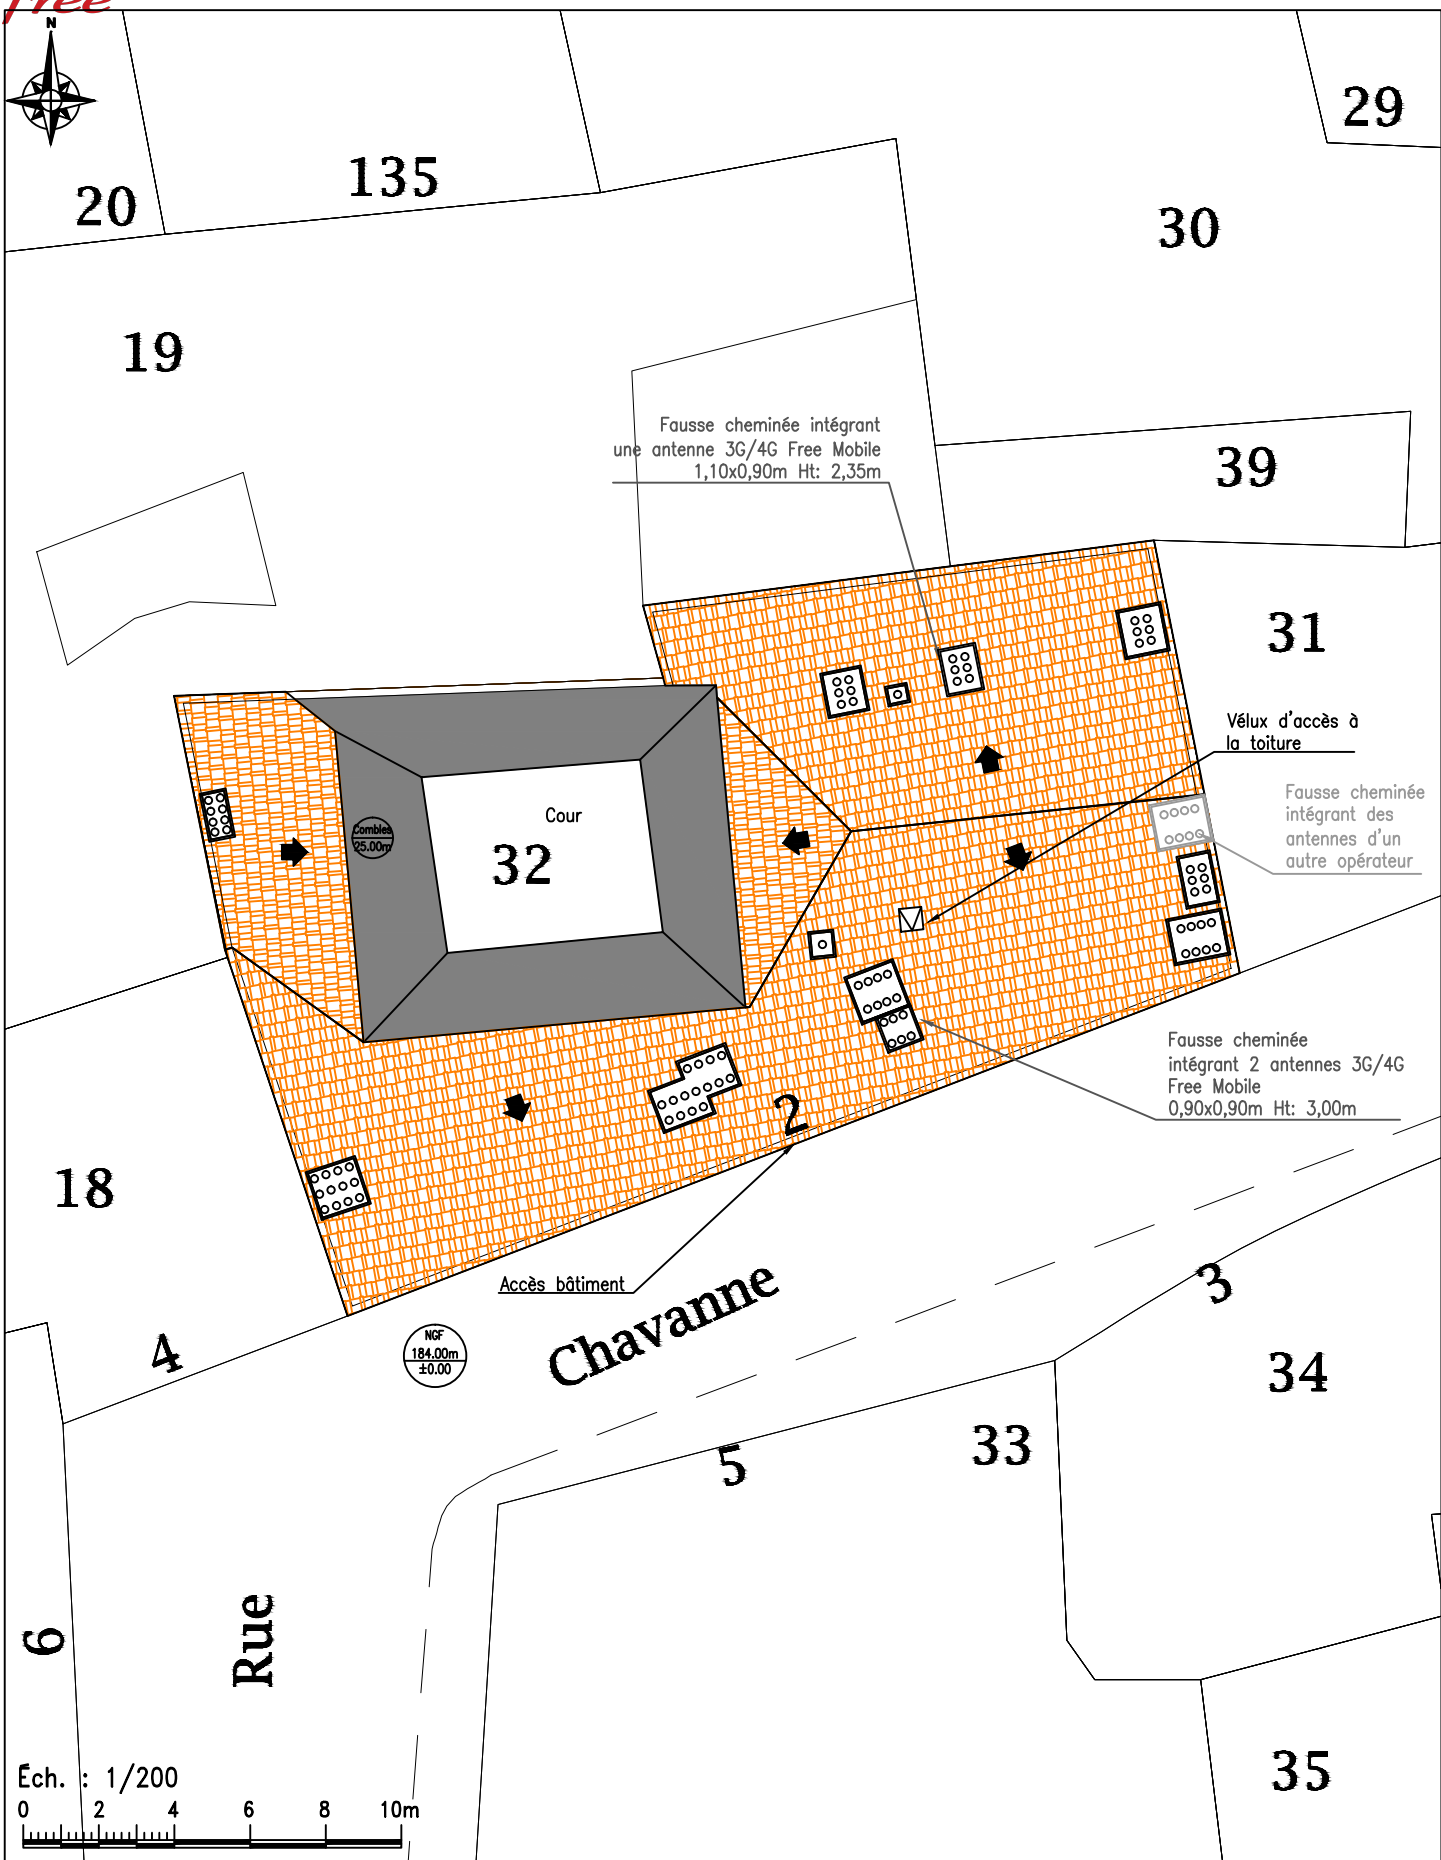 free
N
29
135
20
30
19
Fausse cheminée intégrant
une antenne 3G/4G Free Mobile
1,10x0,90m Ht: 2,35m
39
31
Vélux d'accès à
la toiture
Fausse cheminée
intégrant des
antennes d'un
autre opérateur
Cour
32
Combles
25.00m
Fausse cheminée
intégrant 2 antennes 3G/4G
Free Mobile
0,90x0,90m Ht: 3,00m
2
18
Accès bâtiment
Chavanne
3
4
NGF
184.00m
±0.00
34
33
5
Rue
6
35
Éch. : 1/200
0 2 4 6 8 10m